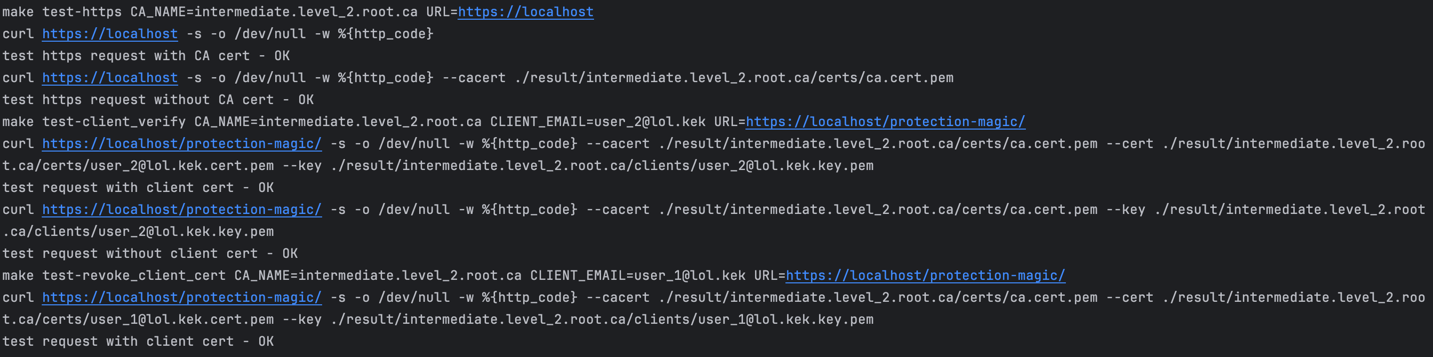 make test-https CA_NAME=intermediate.level_2.root.ca URL=https://localhost
curl https://localhost -s -o /dev/null -w %{http_code}
test https request with CA cert - OK
curl https://localhost -s -o /dev/null -w %{http_code} --cacert ./result/intermediate.level_2.root.ca/certs/ca.cert.pem
test https request without CA cert - OK
make test-client_verify CA_NAME=intermediate.level_2.root.ca CLIENT_EMAIL=user_2@lol.kek URL=https://localhost/protection-magic/
curl https://localhost/protection-magic/ -s -o /dev/null -w %{http_code} --cacert ./result/intermediate.level_2.root.ca/certs/ca.cert.pem --cert ./result/intermediate.level_2.roo
t.ca/certs/user_2@lol.kek.cert.pem --key ./result/intermediate.level_2.root.ca/clients/user_2@lol.kek.key.pem
test request with client cert - OK
curl https://localhost/protection-magic/ -s -o /dev/null -w %{http_code} --cacert ./result/intermediate.level_2.root.ca/certs/ca.cert.pem --key ./result/intermediate.level_2.root
.ca/clients/user_2@lol.kek.key.pem
test request without client cert - OK
make test-revoke_client_cert CA_NAME=intermediate.level_2.root.ca CLIENT_EMAIL=user_1@lol.kek URL=https://localhost/protection-magic/
curl https://localhost/protection-magic/ -s -o /dev/null -w %{http_code} --cacert ./result/intermediate.level_2.root.ca/certs/ca.cert.pem --cert ./result/intermediate.level_2.roo
t.ca/certs/user_1@lol.kek.cert.pem --key ./result/intermediate.level_2.root.ca/clients/user_1@lol.kek.key.pem
test request with client cert - OK